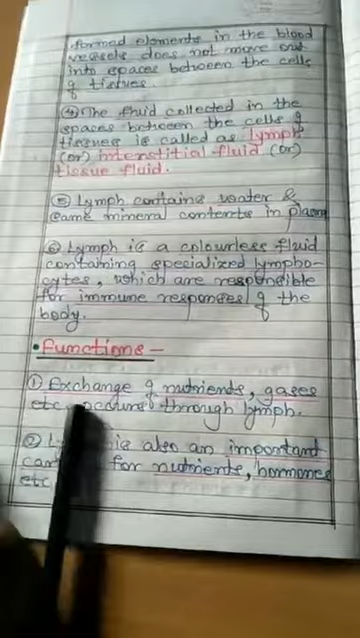 formed elements in the blood
vessels does not move out
into spaces between the cells
of tissues.
④ The fluid collected in the
spaces between the cells of
tissues is called as lymph
(or) interstitial fluid (or)
tissue fluid.
⑤ Lymph contains water &
same mineral contents in plasma
⑥ Lymph is a colourless fluid
containing specialized lympho-
cytes, which are responsible
for immune responses of the
body.
• Functions -
① Exchange of nutrients, gases
etc occurs through lymph.
② is also an important
for nutrients, hormones
etc